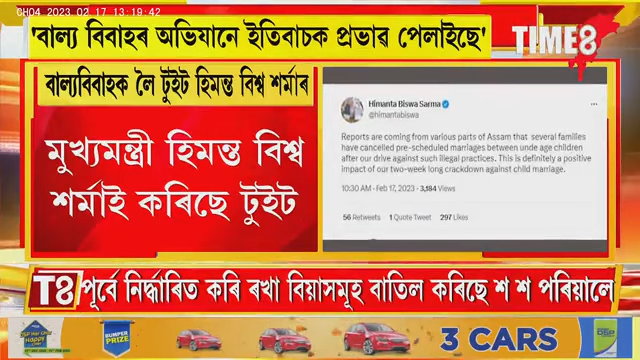 CH04 2023.02.17 13:19:42
'বাল্য বিবাহৰ অভিযানে ইতিবাচক প্ৰভাৱ পেলাইছে'
TIME8
বাল্যবিবাহক লৈ টুইট হিমন্ত বিশ্ব শৰ্মাৰ
মুখ্যমন্ত্ৰী হিমন্ত বিশ্ব
শৰ্মাই কৰিছে টুইট
Himanta Biswa Sarma
@himantabiswa
Reports are coming from various parts of Assam that several families
have cancelled pre-scheduled marriages between unde age children
after our drive against such illegal practices. This is definitely a positive
impact of our two-week long crackdown against child marriage.
10:30 AM - Feb 17, 2023 - 3,184 Views
56 Retweets 1 Quote Tweet 297 Likes
T8 পূৰ্বে নিৰ্দ্ধাৰিত কৰি ৰখা বিয়াসমূহ বাতিল কৰিছে শ শ পৰিয়ালে
BUMPER
PRIZE
3 CARS